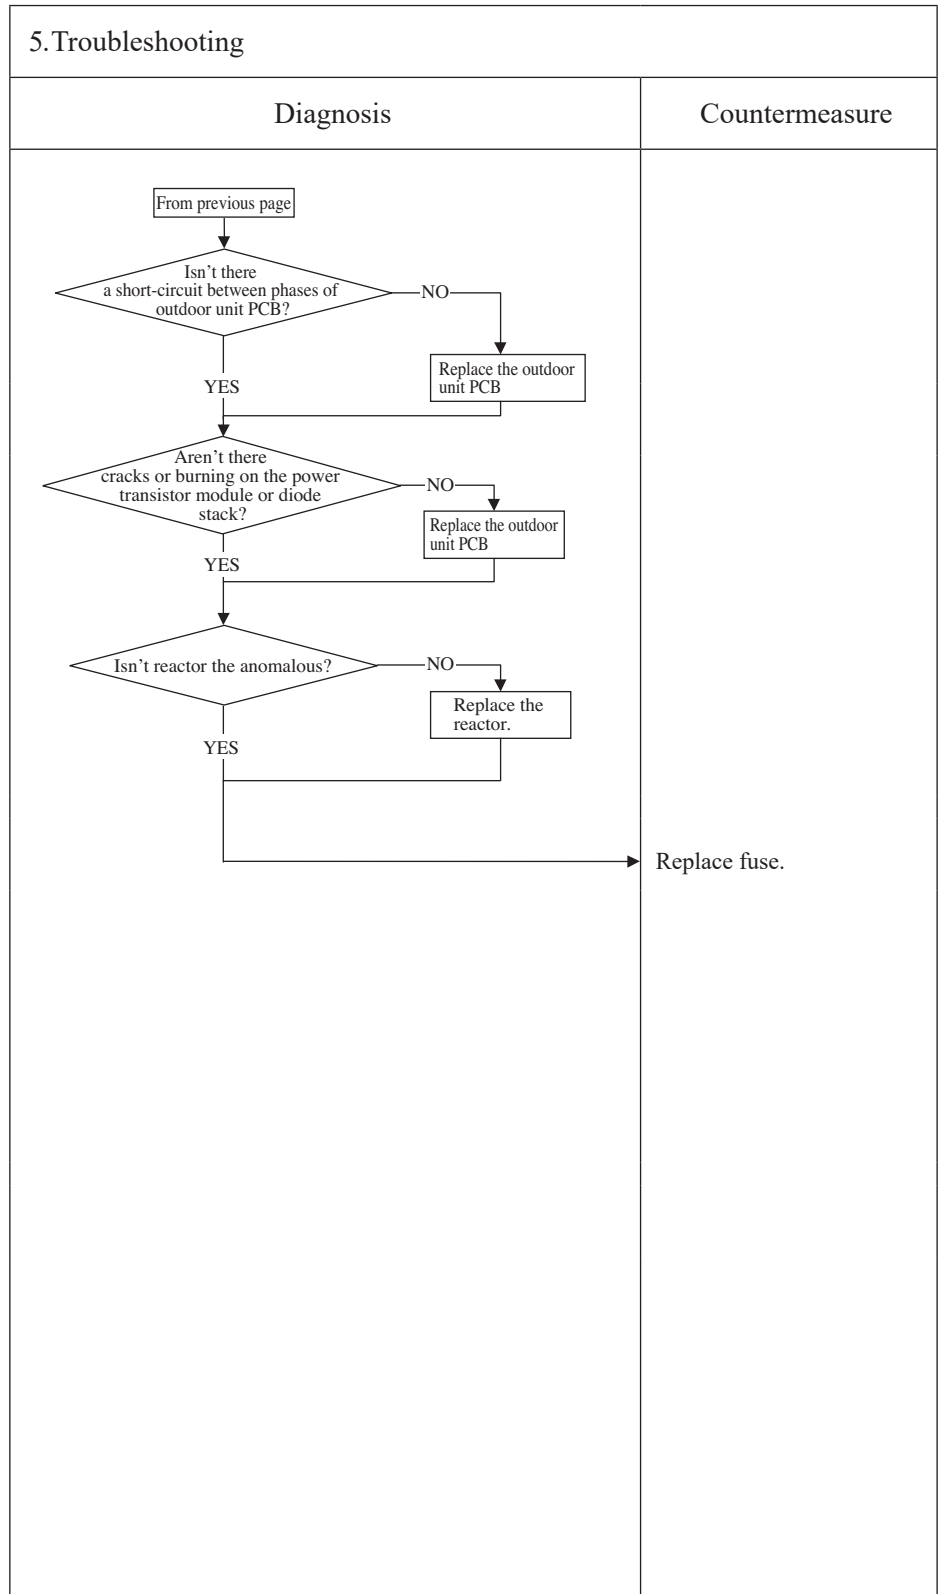 5.Troubleshooting
Diagnosis
Countermeasure
From previous page
Isn't there
a short-circuit between phases of
outdoor unit PCB?
NO
Replace the outdoor
unit PCB
YES
Aren't there
cracks or burning on the power
transistor module or diode
stack?
NO
Replace the outdoor
unit PCB
YES
Isn't reactor the anomalous?
NO
Replace the
reactor.
YES
Replace fuse.